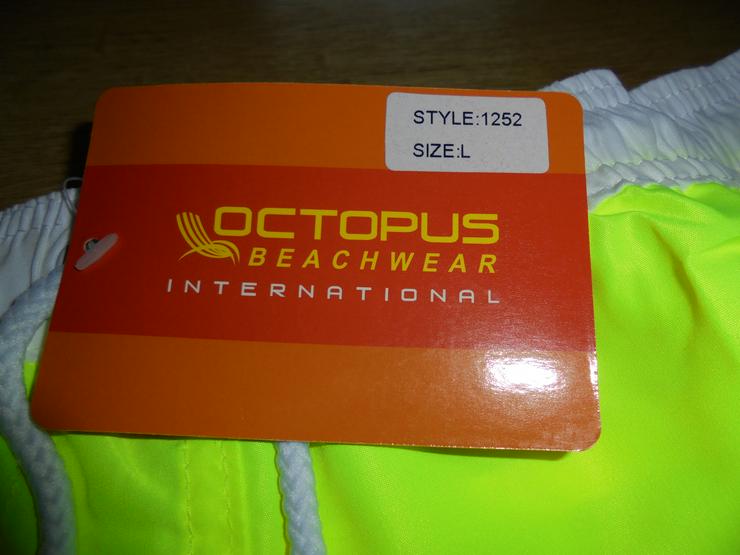 STYLE:1252
SIZE:L
OCTOPUS
BEACHWEAR
INTERNATIONAL